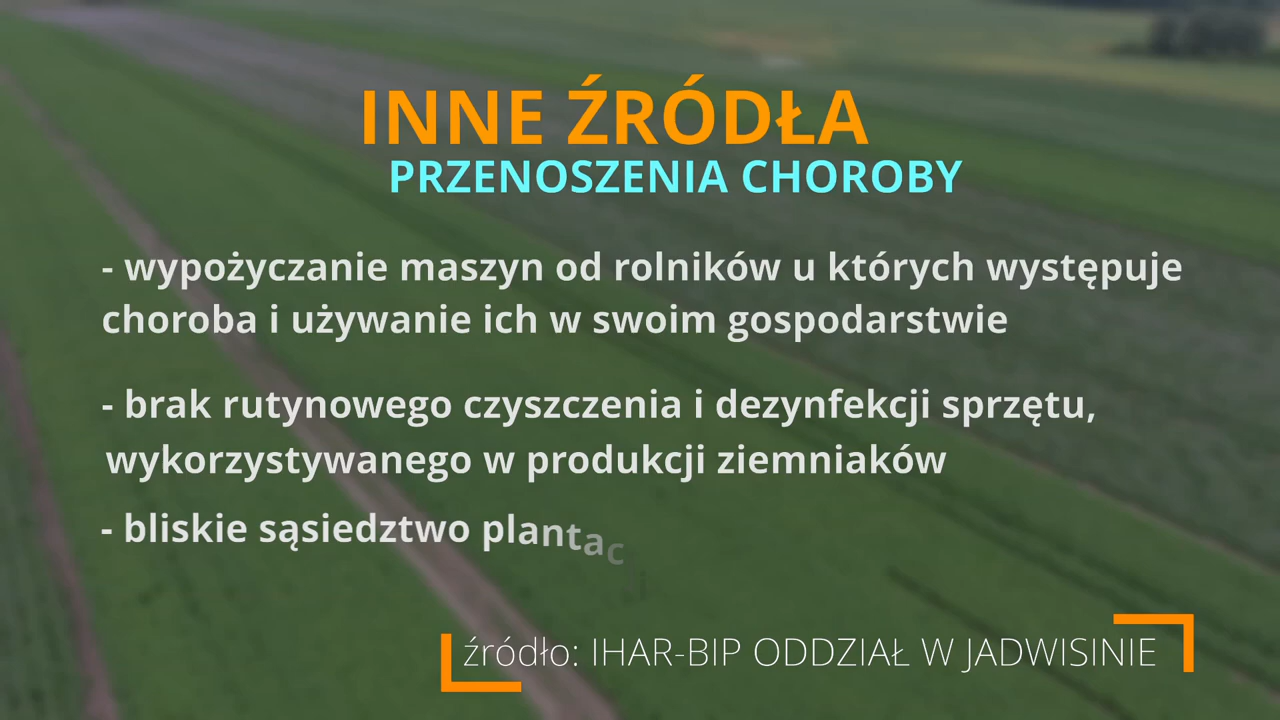 INNE ŹRÓDŁA
PRZENOSZENIA CHOROBY
- wypożyczanie maszyn od rolników u których występuje
choroba i używanie ich w swoim gospodarstwie
- brak rutynowego czyszczenia i dezynfekcji sprzętu,
wykorzystywanego w produkcji ziemniaków
- bliskie sąsiedztwo plantac
źródło: IHAR-BIP ODDZIAŁ W JADWISINIE